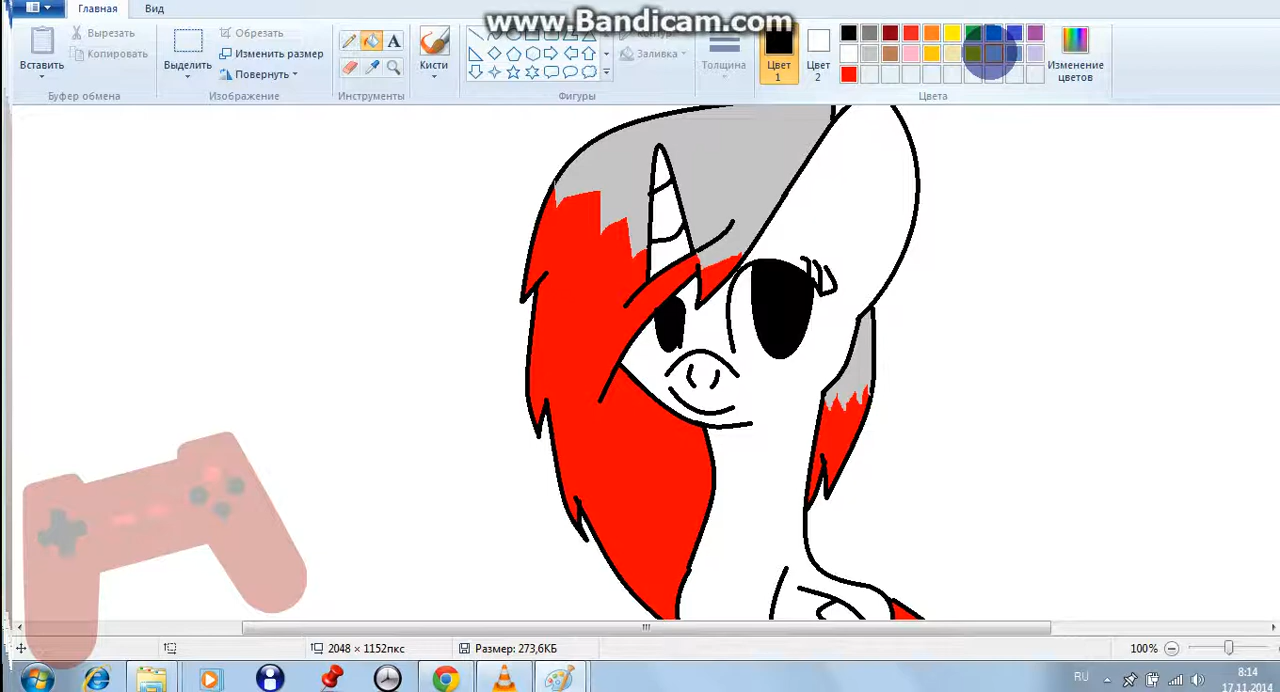 www.Bandicam.com
Главная Вид
Вставить
Вырезать
Копировать
Буфер обмена
Выделить
Обрезать
Изменить размер
Повернуть
Изображение
A
Инструменты
Кисти
Контур
Заливка
Фигуры
Толщина
Цвет 1
Цвет 2
Изменение цветов
Цвета
2048 × 1152пкс
Размер: 273,6КБ
100%
RU
8:14
17.11.2014